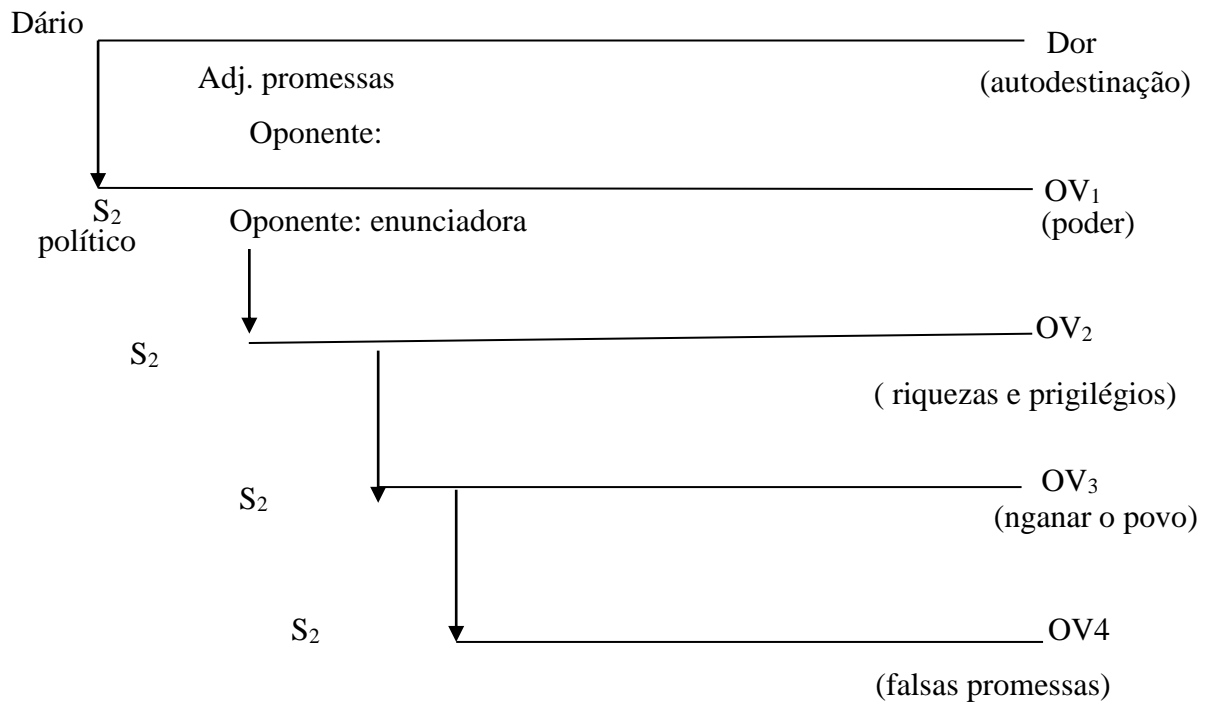 Dário
Dor
Adj. promessas
(autodestinação)
Oponente:
OV₁
S₂
Oponente: enunciadora
(poder)
político
OV₂
S₂
( riquezas e prigilégios)
OV₃
S₂
(nganar o povo)
S₂
OV4
(falsas promessas)